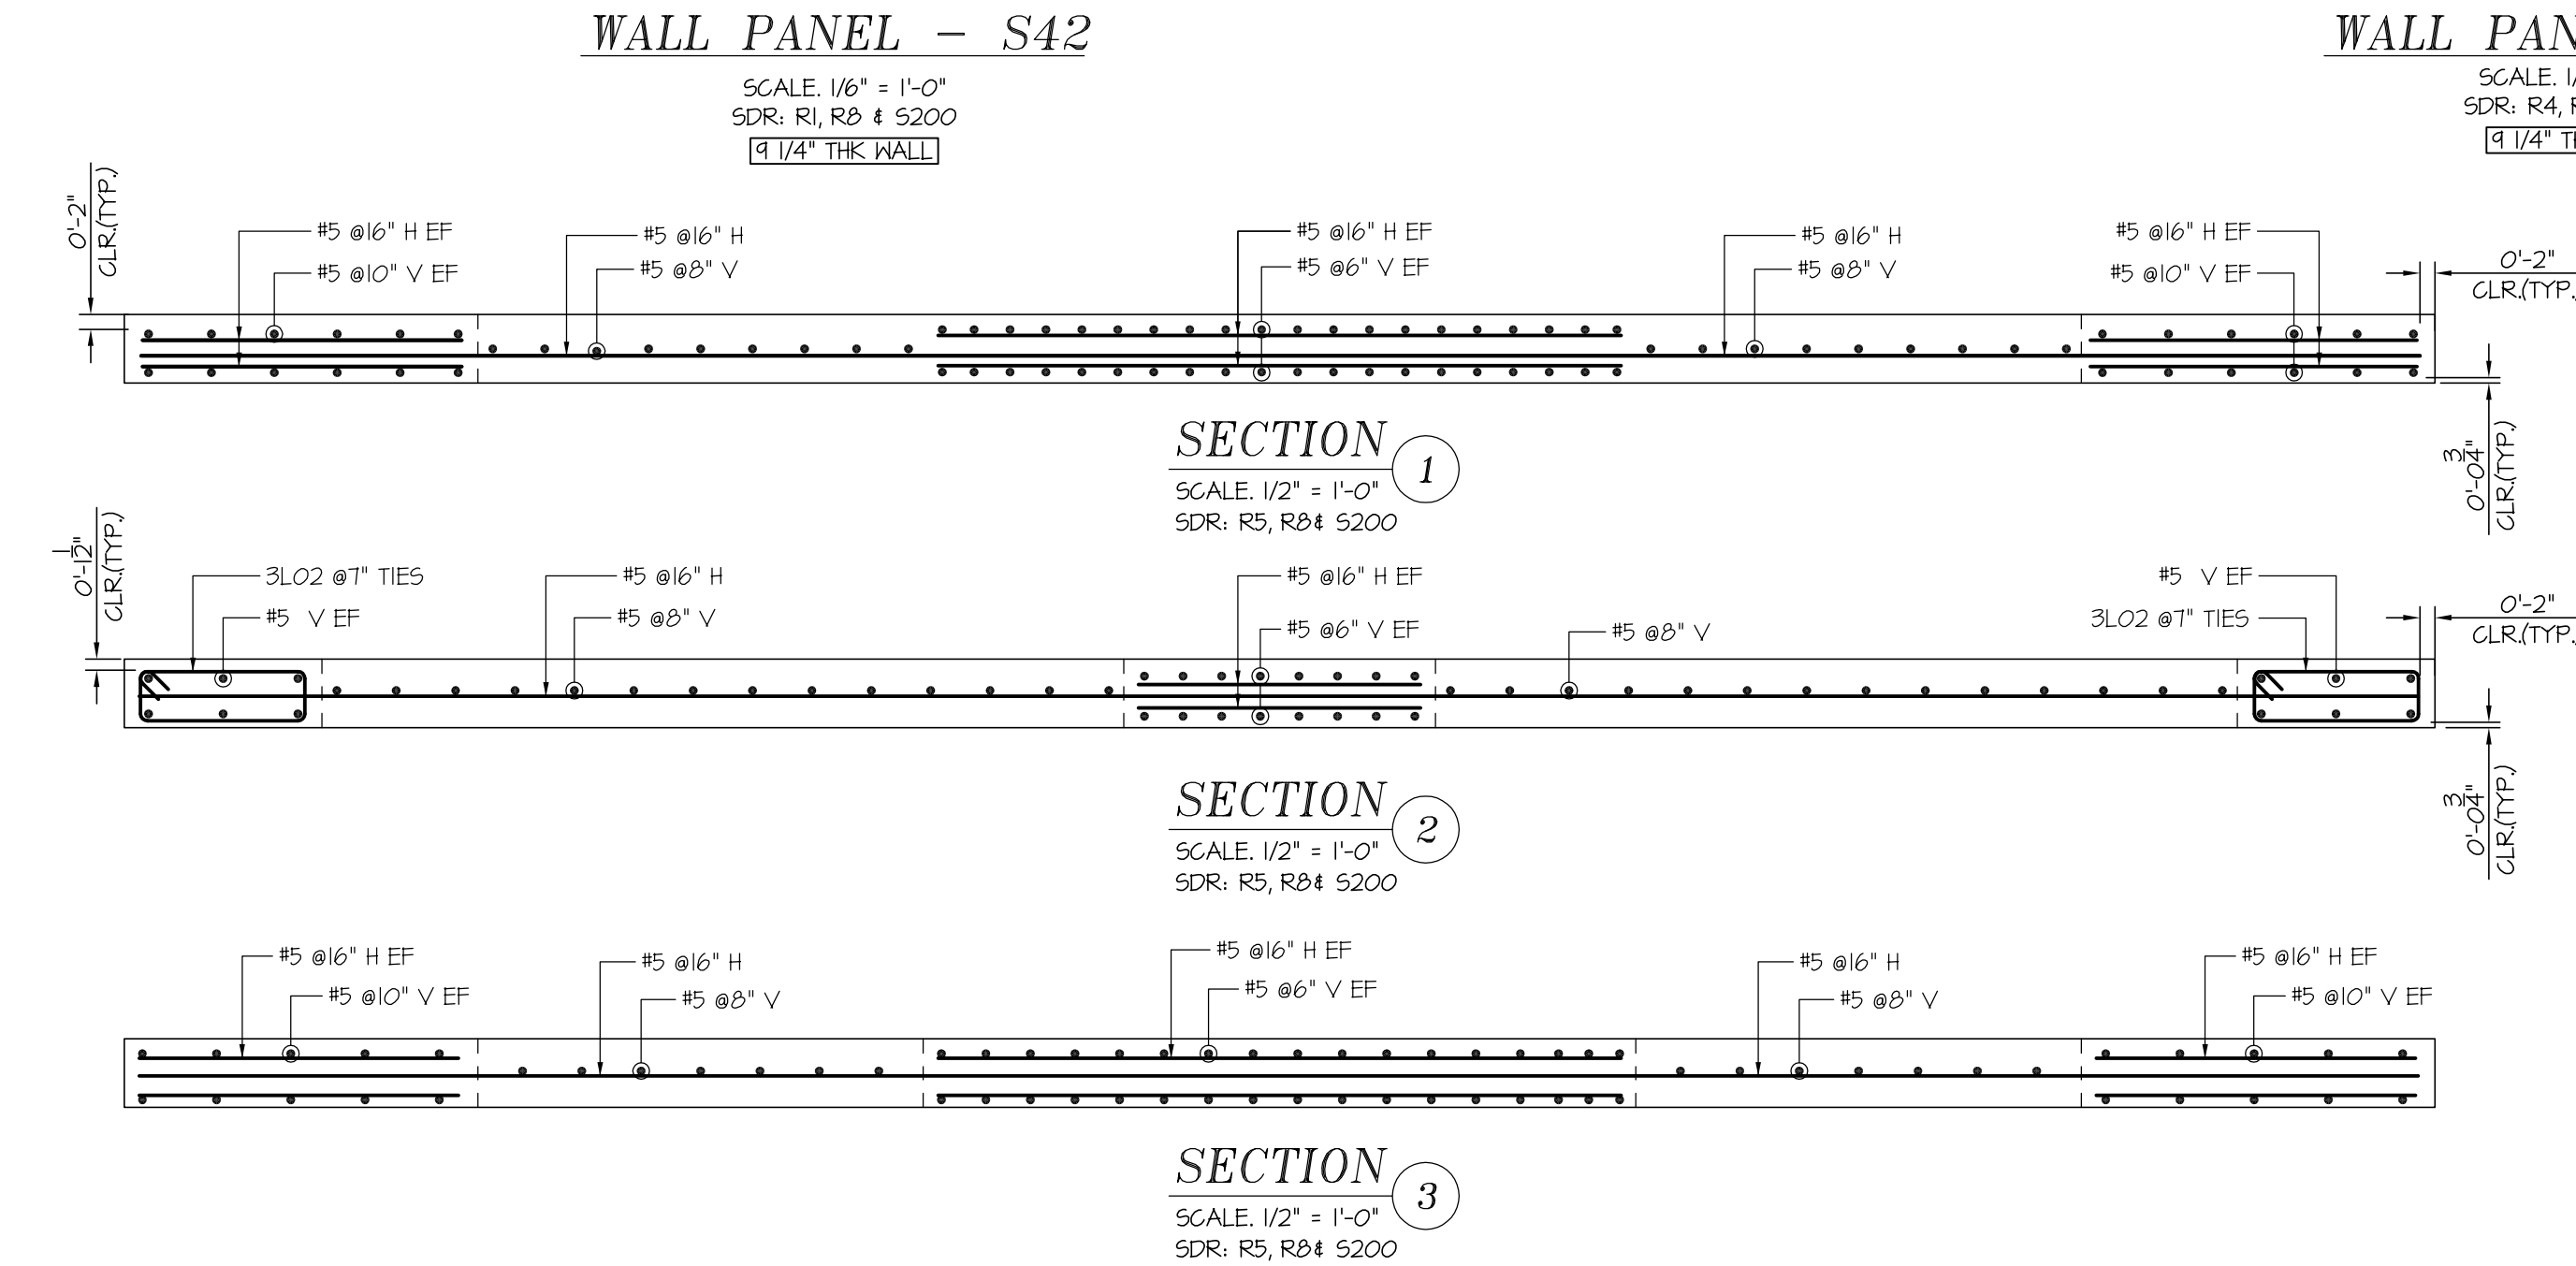 WALL PANEL - S42
SCALE. 1/6" = 1'-0"
SDR: R1, R8 & S200
9 1/4" THK WALL
WALL PAN
SCALE. 1/
SDR: R4, R
9 1/4" TH
0'-2"
CLR.(TYP.)
#5 @16" H EF
#5 @10" V EF
#5 @16" H
#5 @8" V
#5 @16" H EF
#5 @6" V EF
#5 @16" H
#5 @8" V
#5 @16" H EF
#5 @10" V EF
0'-2"
CLR.(TYP.
0'-0 3/4"
CLR.(TYP.)
SECTION 1
SCALE. 1/2" = 1'-0"
SDR: R5, R8& S200
0'-1 1/2"
CLR.(TYP.)
3L02 @7" TIES
#5 V EF
#5 @16" H
#5 @8" V
#5 @16" H EF
#5 @6" V EF
#5 @8" V
#5 V EF
3L02 @7" TIES
0'-2"
CLR.(TYP.
0'-0 3/4"
CLR.(TYP.)
SECTION 2
SCALE. 1/2" = 1'-0"
SDR: R5, R8& S200
#5 @16" H EF
#5 @10" V EF
#5 @16" H
#5 @8" V
#5 @16" H EF
#5 @6" V EF
#5 @16" H
#5 @8" V
#5 @16" H EF
#5 @10" V EF
SECTION 3
SCALE. 1/2" = 1'-0"
SDR: R5, R8& S200